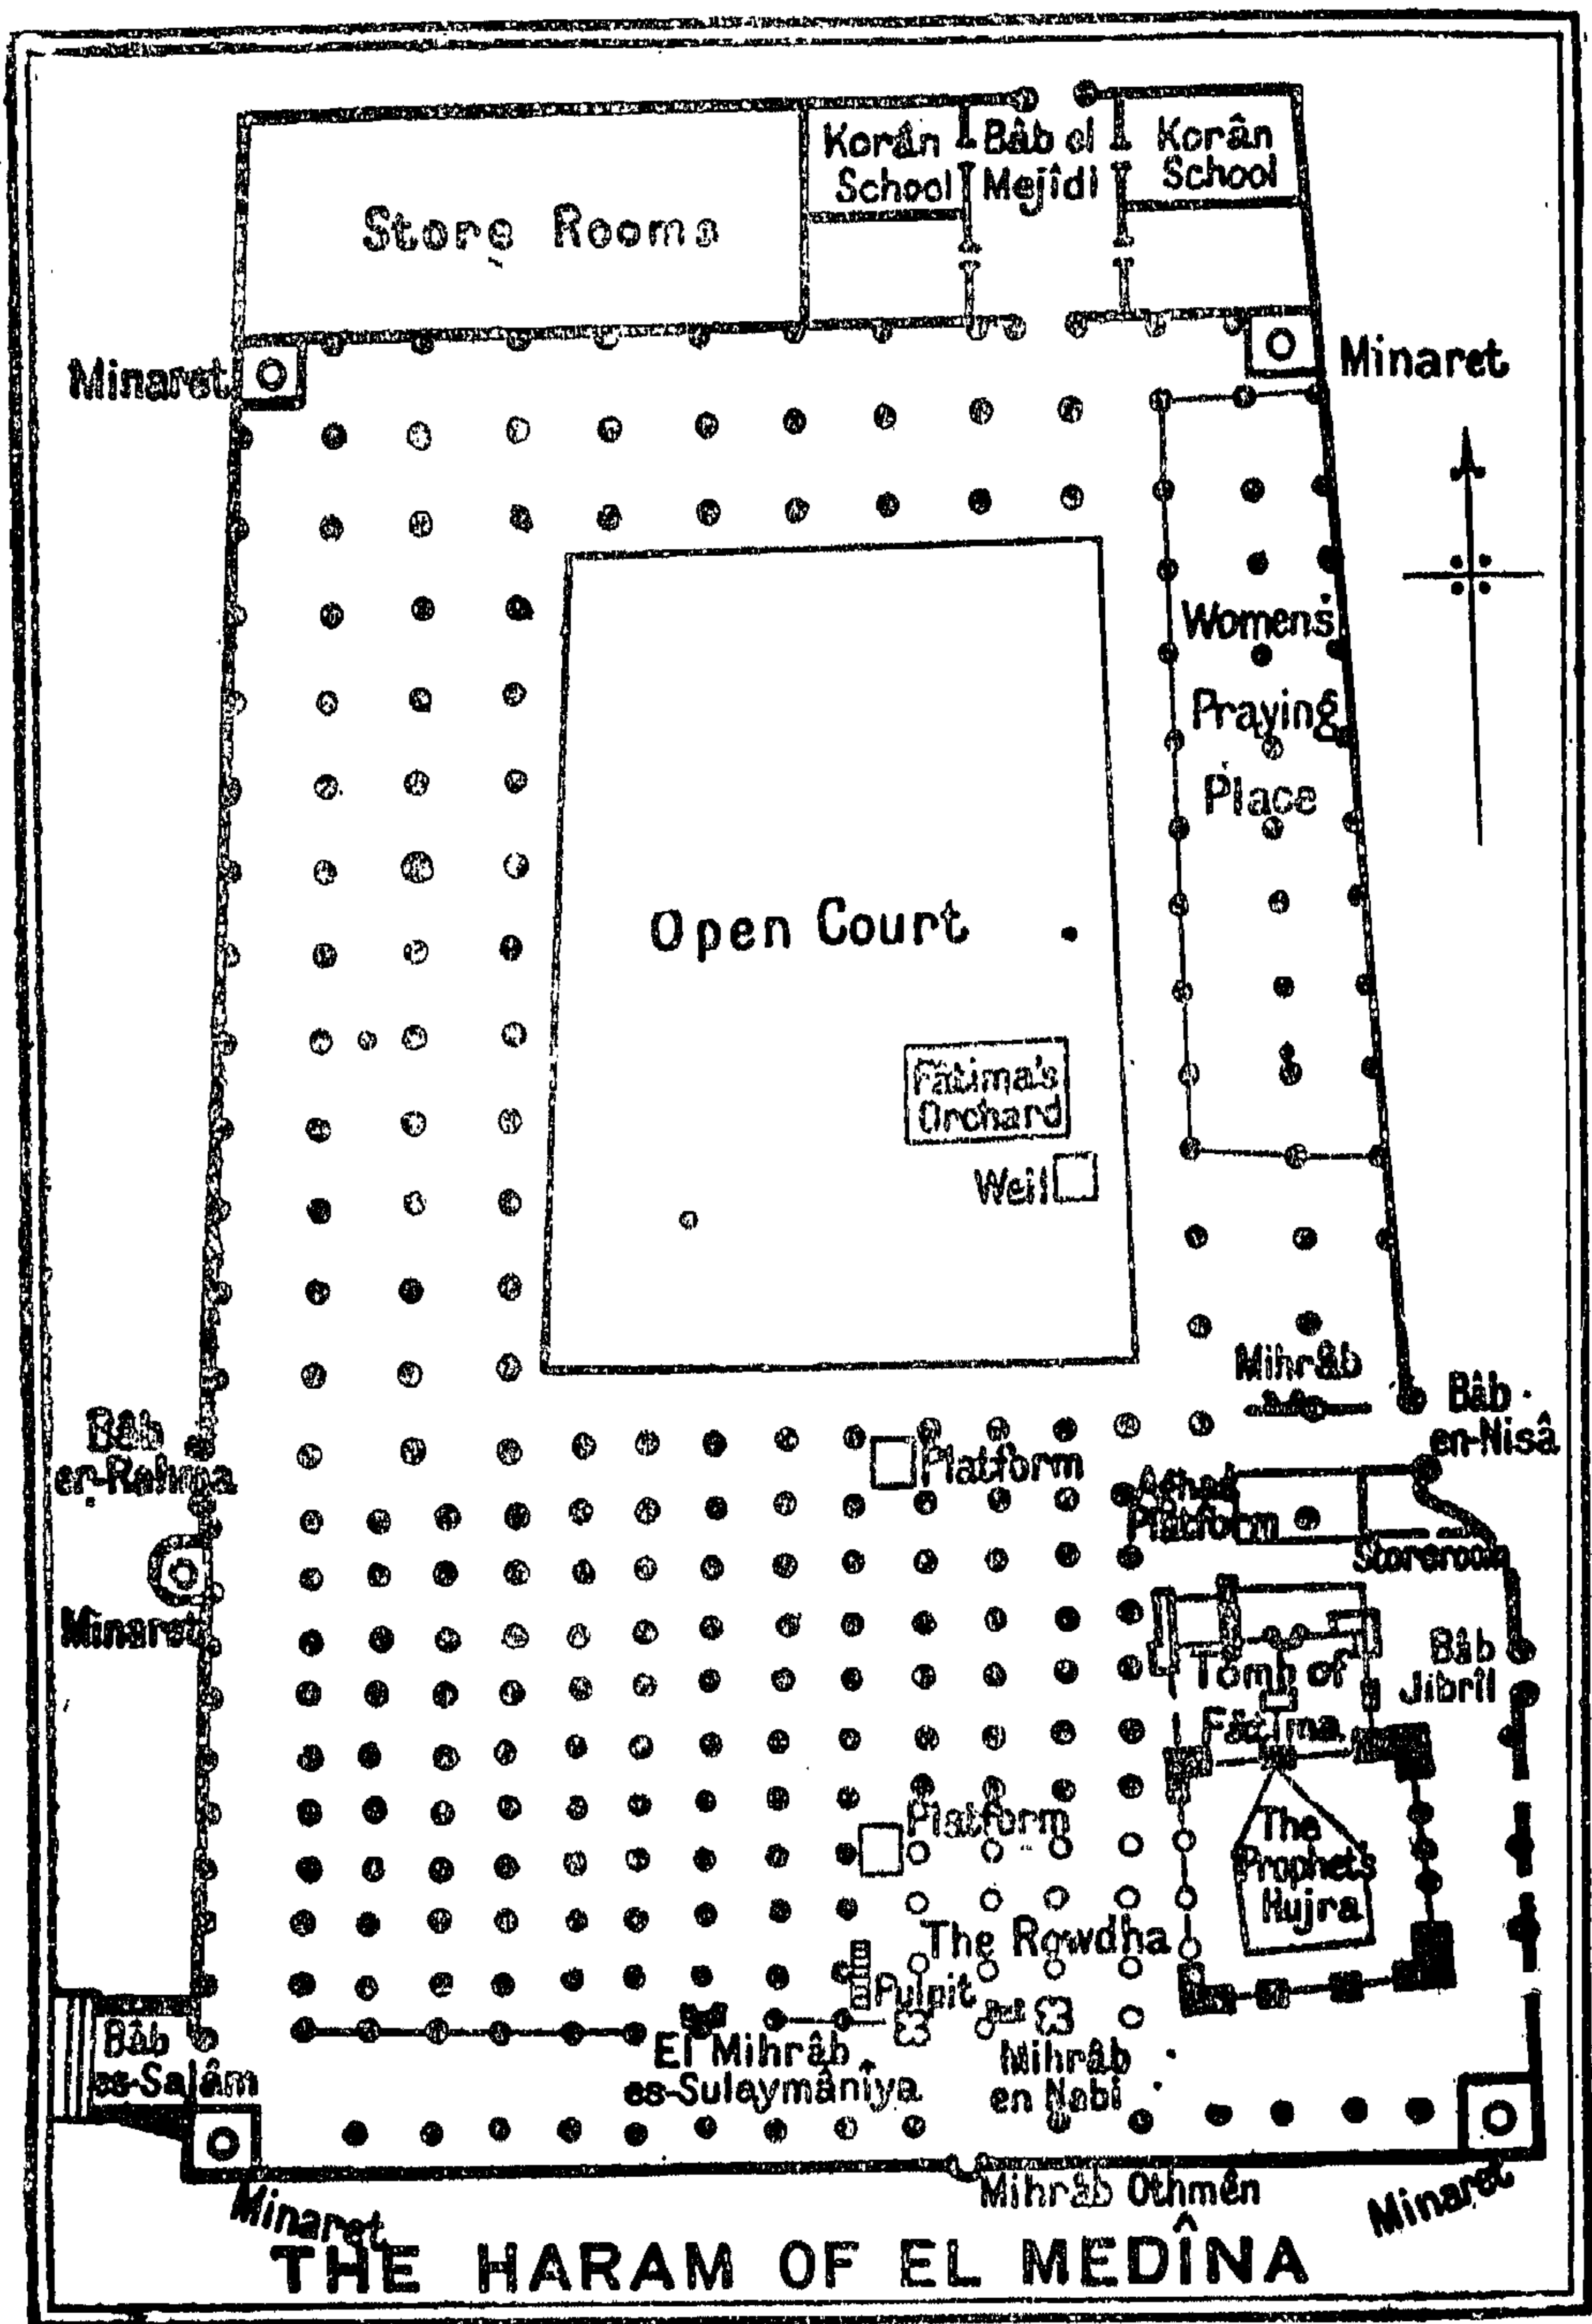 Korân
School
Bâb el
Mejîdi
Korân
School
Store Rooms
Minaret
Minaret
Women's
Praying
Place
Open Court
Fâtima's
Orchard
Well
Mihrâb
Bâb
en-Nisâ
Bâb
er-Rahma
Platform
Platform
Storeroom
Minaret
Bâb
Jibrîl
Tomb of
Fâtima
Platform
The
Prophet's
Hujra
The Rowdha
Pulpit
Bâb
es-Salâm
El Mihrâb
es-Sulaymânîya
Mihrâb
en Nabi
Mihrâb Othmên
Minaret
Minaret
THE HARAM OF EL MEDÎNA